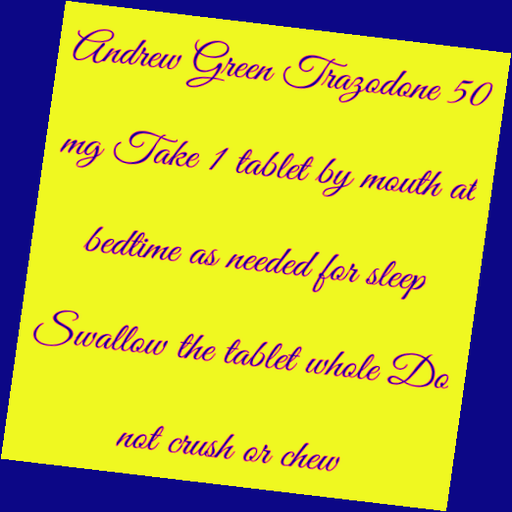 Andrew Green Trazodone 50
mg Take 1 tablet by mouth at
bedtime as needed for sleep
Swallow the tablet whole Do
not crush or chew